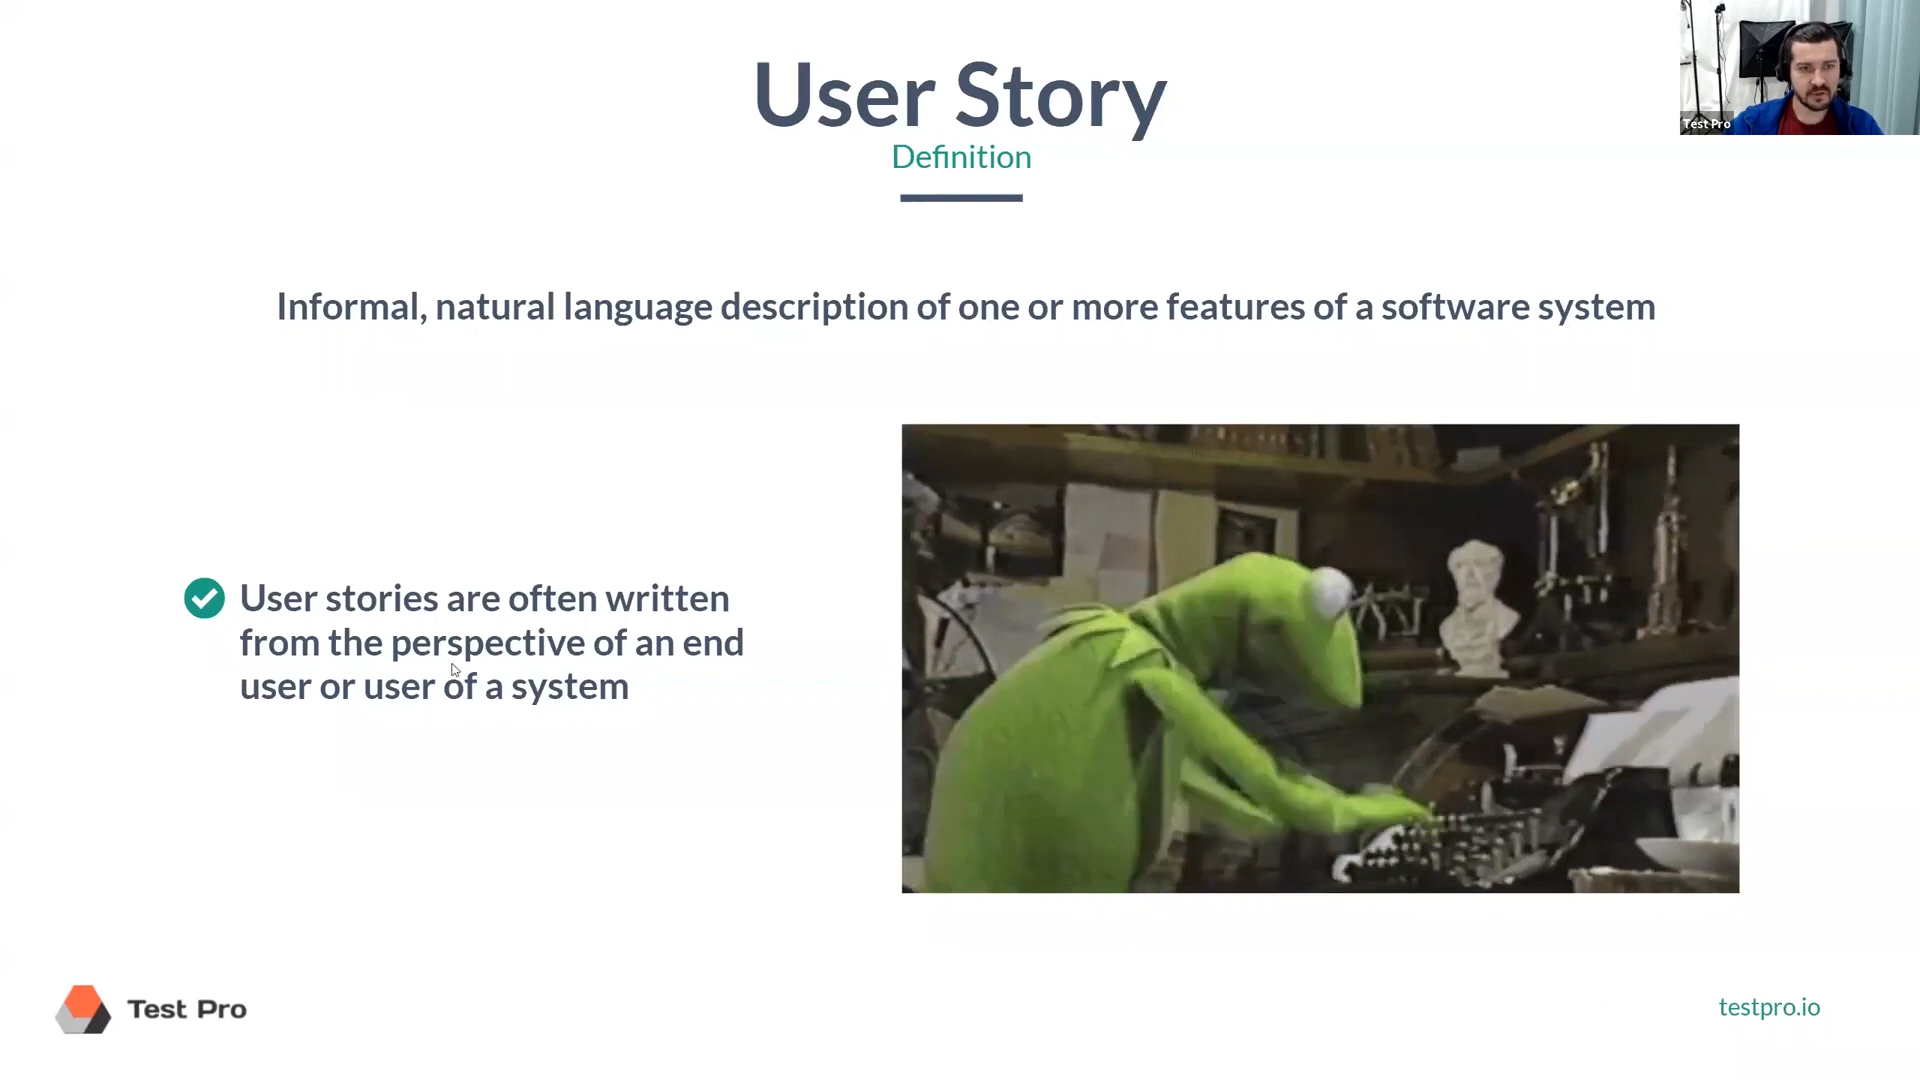 User Story
Definition
Test Pro
Informal, natural language description of one or more features of a software system
User stories are often written
from the perspective of an end
user or user of a system
Test Pro
testpro.io